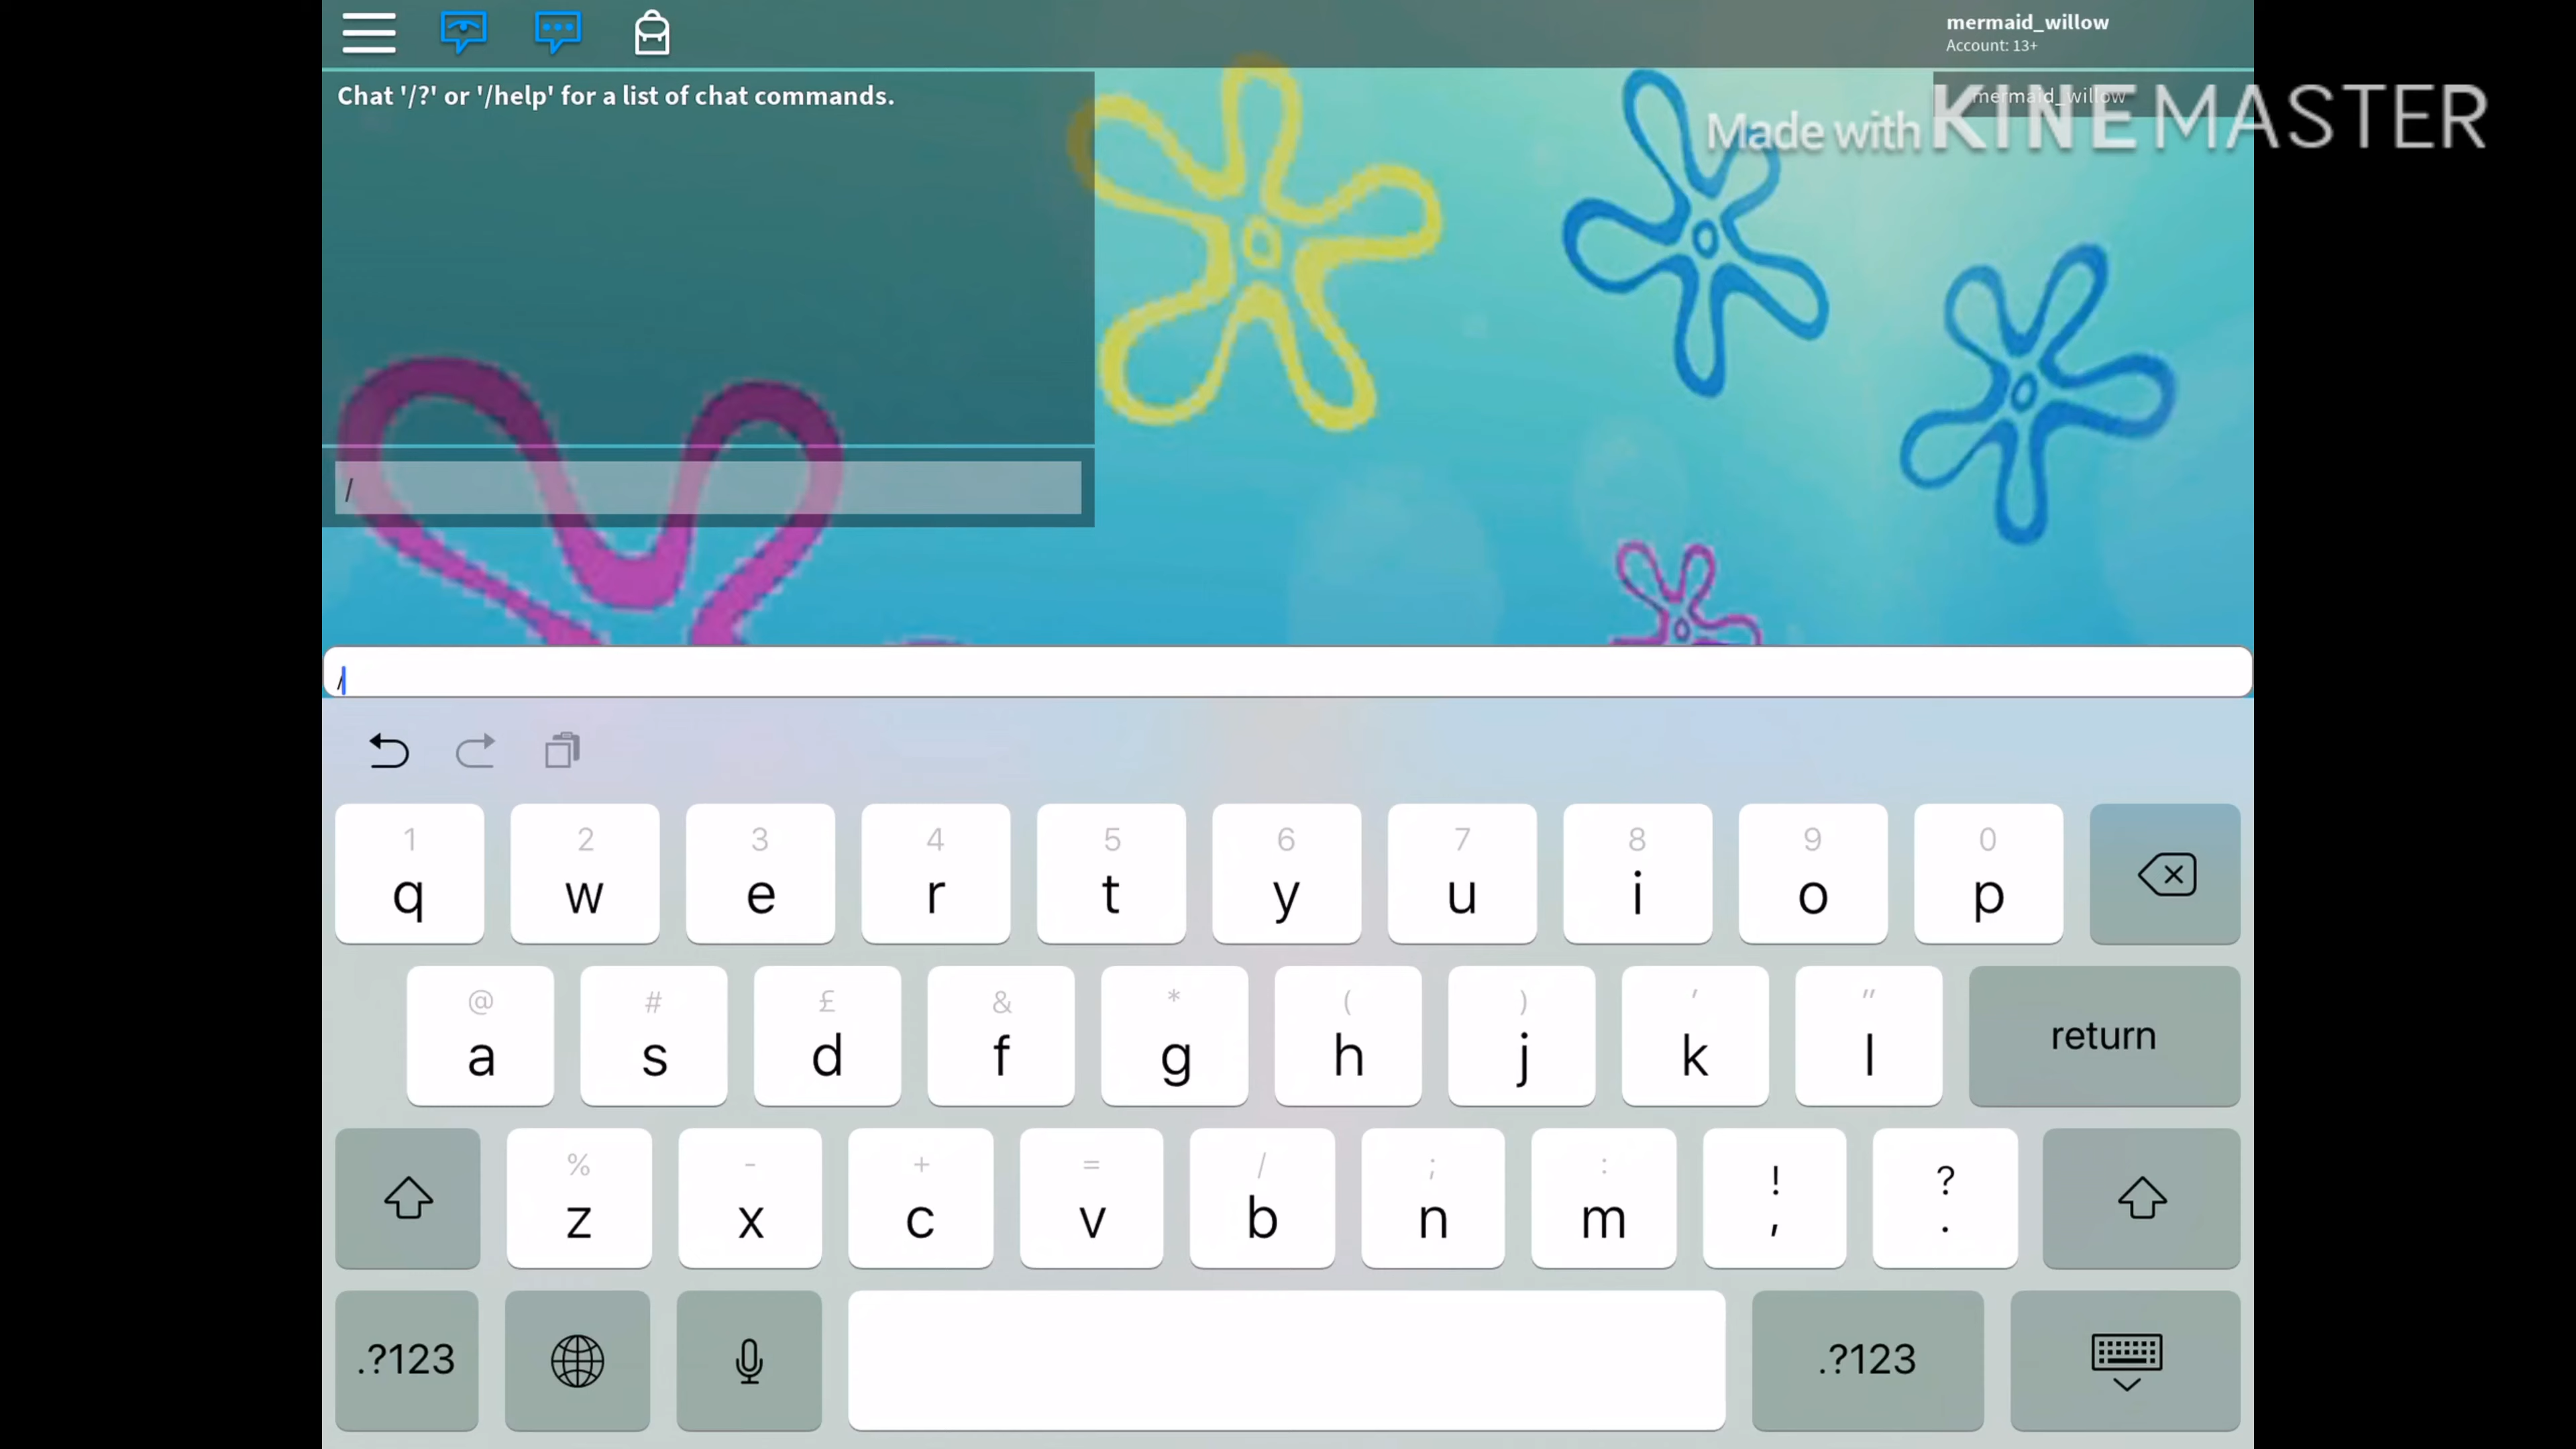 mermaid_willow
Account: 13+
Chat '/?' or '/help' for a list of chat commands.
mermaid_willow
Made with KINEMASTER
/
/
1 2 3 4 5 6 7 8 9 0
q w e r t y u i o p
@ # £ & * ( ) ' "
a s d f g h j k l return
% - + = / ; : ! ?
z x c v b n m , .
.?123 .?123